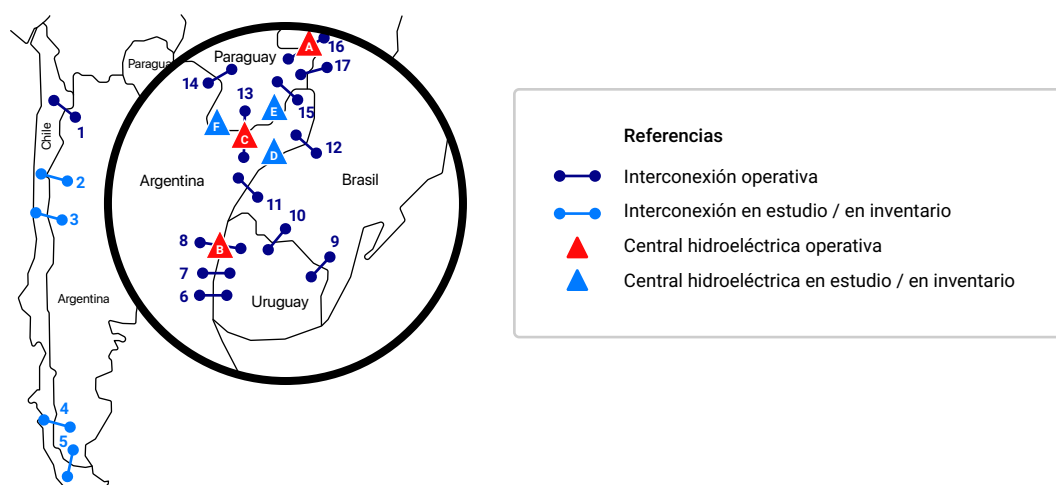 Paraguay
A
16
17
14
13
E
15
F
C
12
D
Paragua
Chile
1
2
3
Argentina
Brasil
11
10
8
B
9
7
6
Uruguay
Argentina
4
5
Referencias
Interconexión operativa
Interconexión en estudio / en inventario
Central hidroeléctrica operativa
Central hidroeléctrica en estudio / en inventario